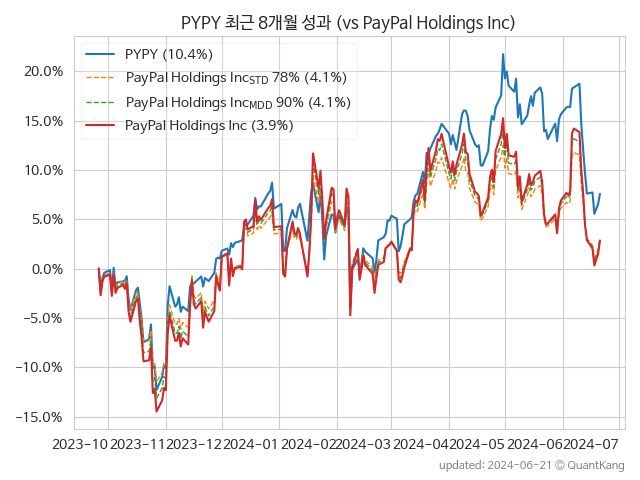 PYPY 최근 8개월 성과 (vs PayPal Holdings Inc)
PYPY (10.4%)
PayPal Holdings IncSTD 78% (4.1%)
PayPal Holdings IncMDD 90% (4.1%)
PayPal Holdings Inc (3.9%)
20.0%
15.0%
10.0%
5.0%
0.0%
−5.0%
−10.0%
−15.0%
2023-10 2023-11 2023-12 2024-01 2024-02 2024-03 2024-04 2024-05 2024-06 2024-07
updated: 2024-06-21 © QuantKang